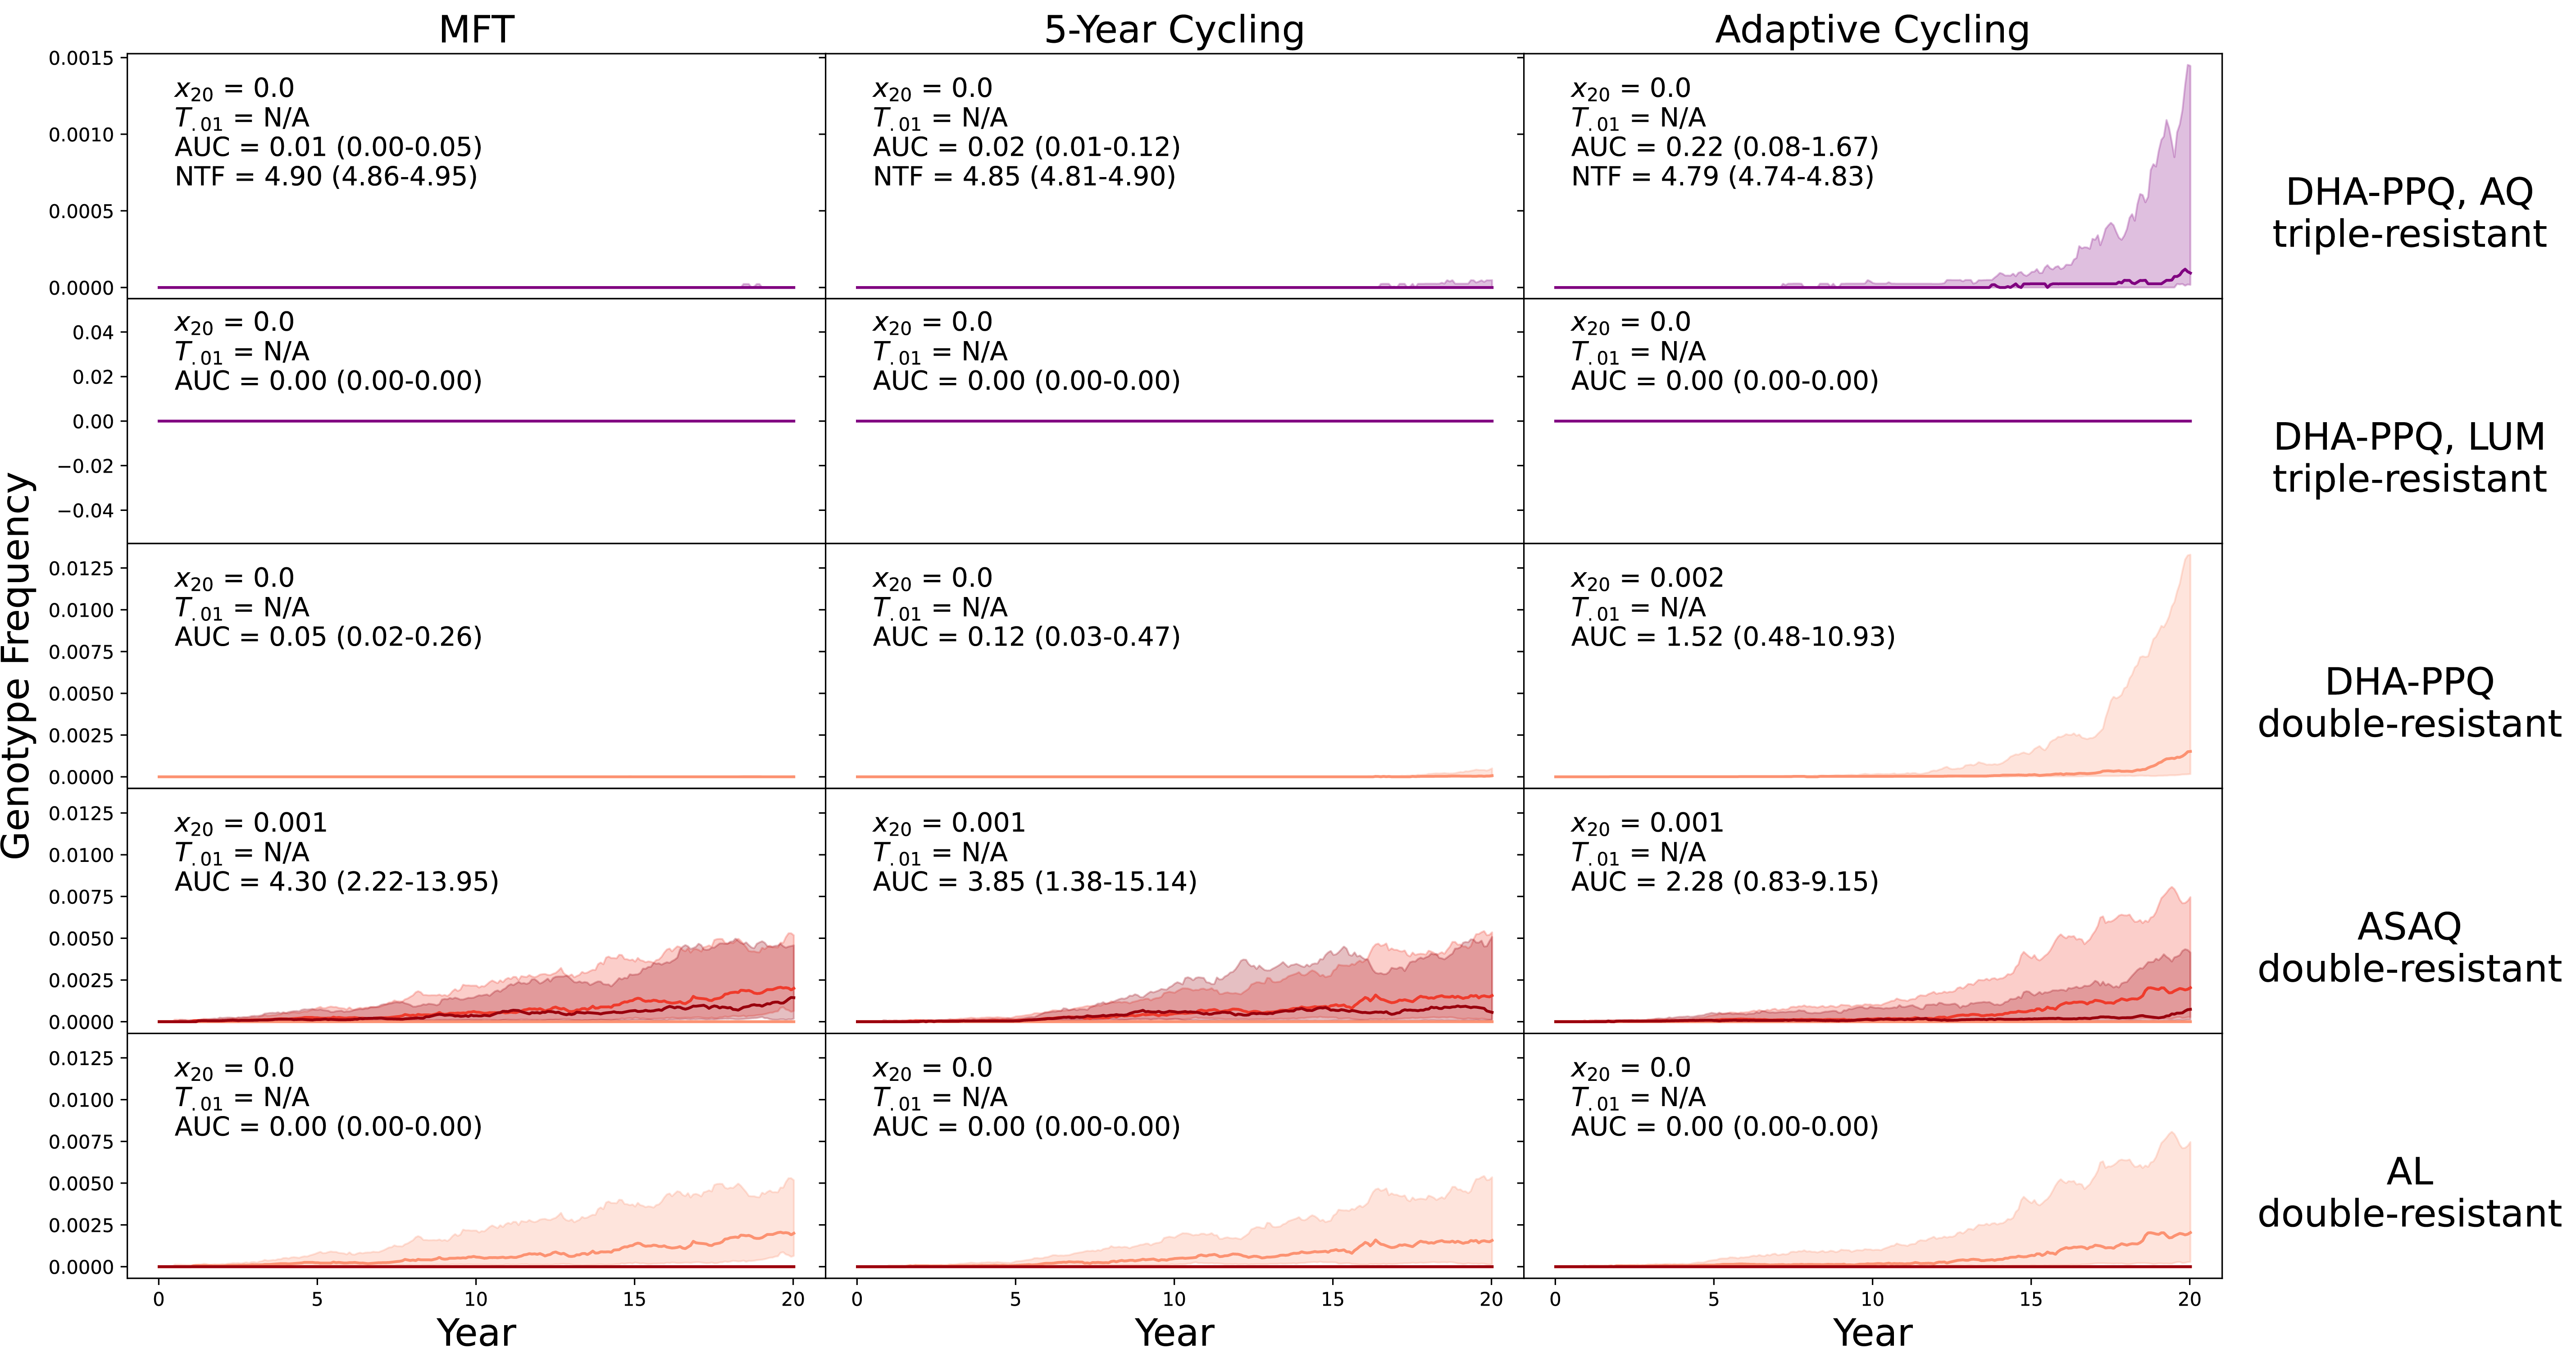 MFT
5-Year Cycling
Adaptive Cycling
Genotype Frequency
0.0015
0.0010
0.0005
0.0000
x20 = 0.0
T.01 = N/A
AUC = 0.01 (0.00-0.05)
NTF = 4.90 (4.86-4.95)
x20 = 0.0
T.01 = N/A
AUC = 0.02 (0.01-0.12)
NTF = 4.85 (4.81-4.90)
x20 = 0.0
T.01 = N/A
AUC = 0.22 (0.08-1.67)
NTF = 4.79 (4.74-4.83)
DHA-PPQ, AQ
triple-resistant
0.04
0.02
0.00
−0.02
−0.04
x20 = 0.0
T.01 = N/A
AUC = 0.00 (0.00-0.00)
x20 = 0.0
T.01 = N/A
AUC = 0.00 (0.00-0.00)
x20 = 0.0
T.01 = N/A
AUC = 0.00 (0.00-0.00)
DHA-PPQ, LUM
triple-resistant
0.0125
0.0100
0.0075
0.0050
0.0025
0.0000
x20 = 0.0
T.01 = N/A
AUC = 0.05 (0.02-0.26)
x20 = 0.0
T.01 = N/A
AUC = 0.12 (0.03-0.47)
x20 = 0.002
T.01 = N/A
AUC = 1.52 (0.48-10.93)
DHA-PPQ
double-resistant
0.0125
0.0100
0.0075
0.0050
0.0025
0.0000
x20 = 0.001
T.01 = N/A
AUC = 4.30 (2.22-13.95)
x20 = 0.001
T.01 = N/A
AUC = 3.85 (1.38-15.14)
x20 = 0.001
T.01 = N/A
AUC = 2.28 (0.83-9.15)
ASAQ
double-resistant
0.0125
0.0100
0.0075
0.0050
0.0025
0.0000
x20 = 0.0
T.01 = N/A
AUC = 0.00 (0.00-0.00)
x20 = 0.0
T.01 = N/A
AUC = 0.00 (0.00-0.00)
x20 = 0.0
T.01 = N/A
AUC = 0.00 (0.00-0.00)
AL
double-resistant
0 5 10 15 20
0 5 10 15 20
0 5 10 15 20
Year
Year
Year